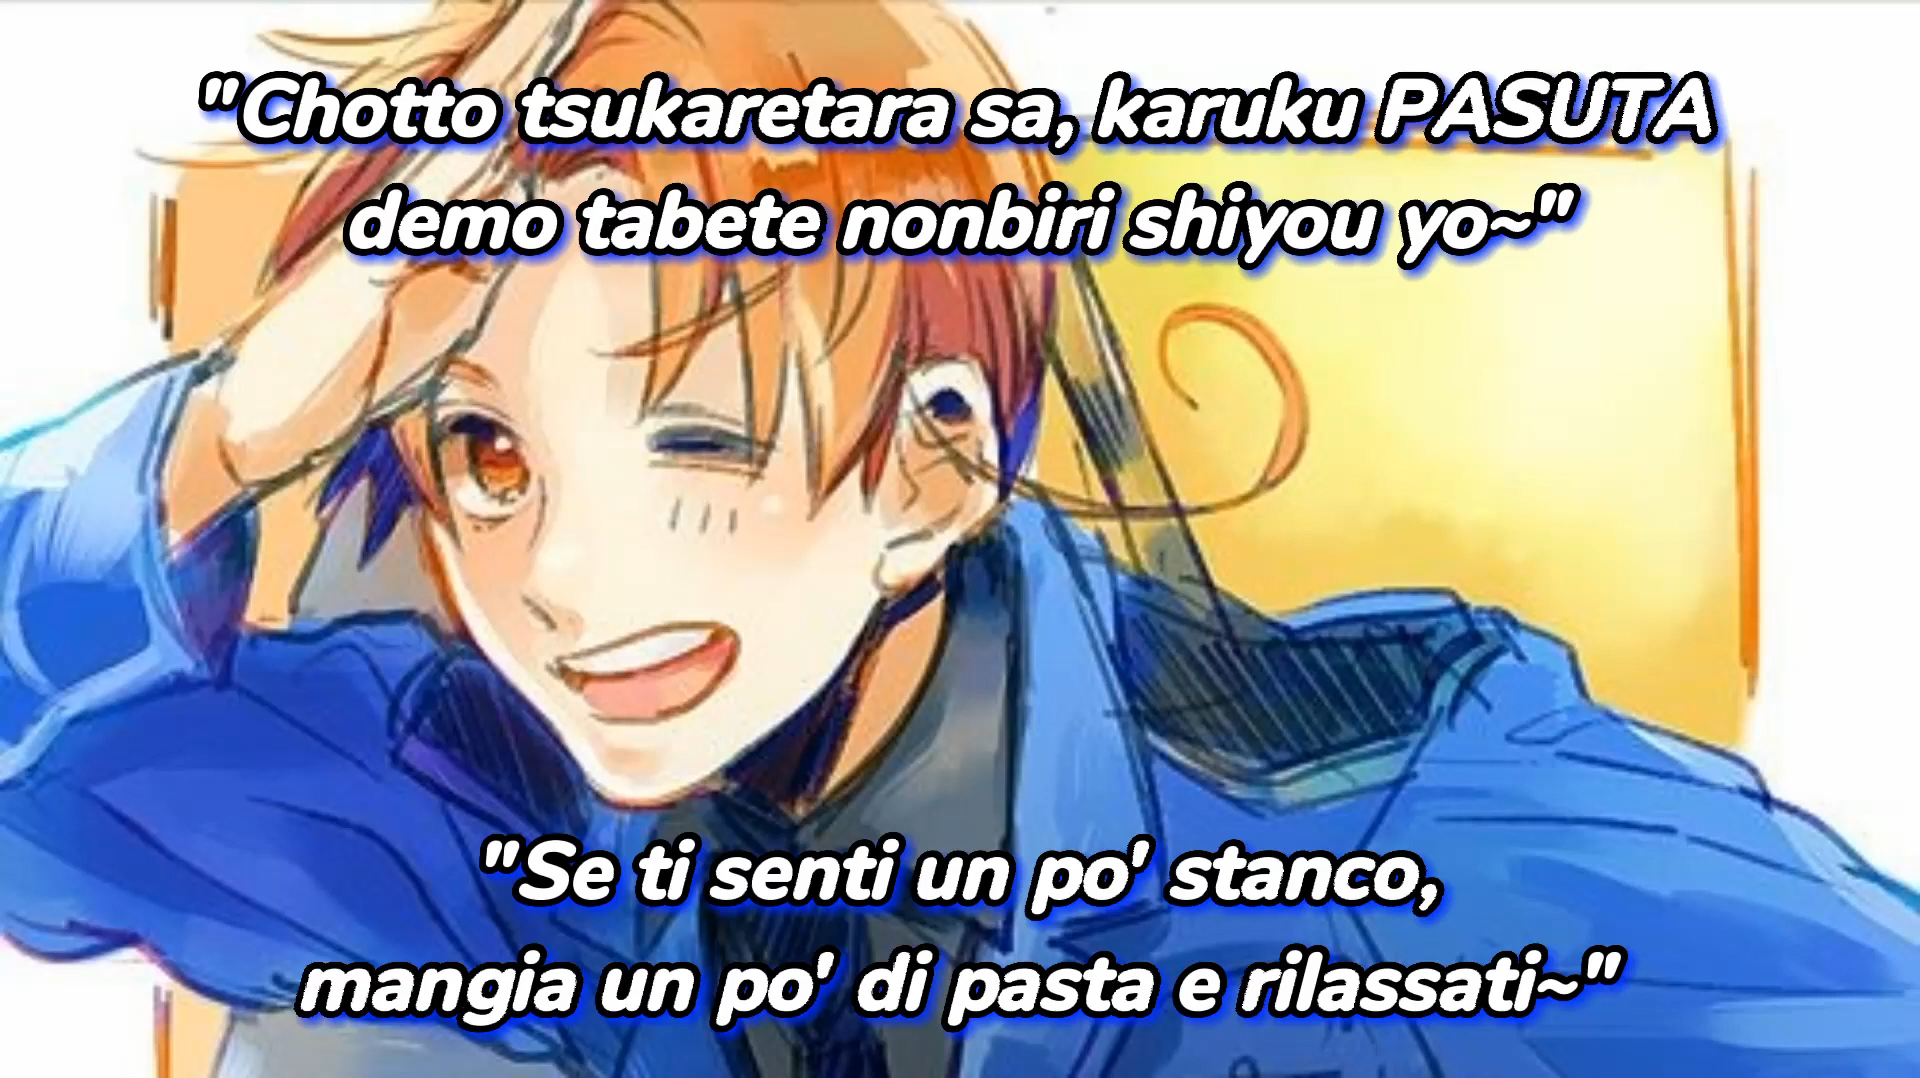 "Chotto tsukaretara sa, karuku PASUTA
demo tabete nonbiri shiyou yo~"
"Se ti senti un po' stanco,
mangia un po' di pasta e rilassati~"